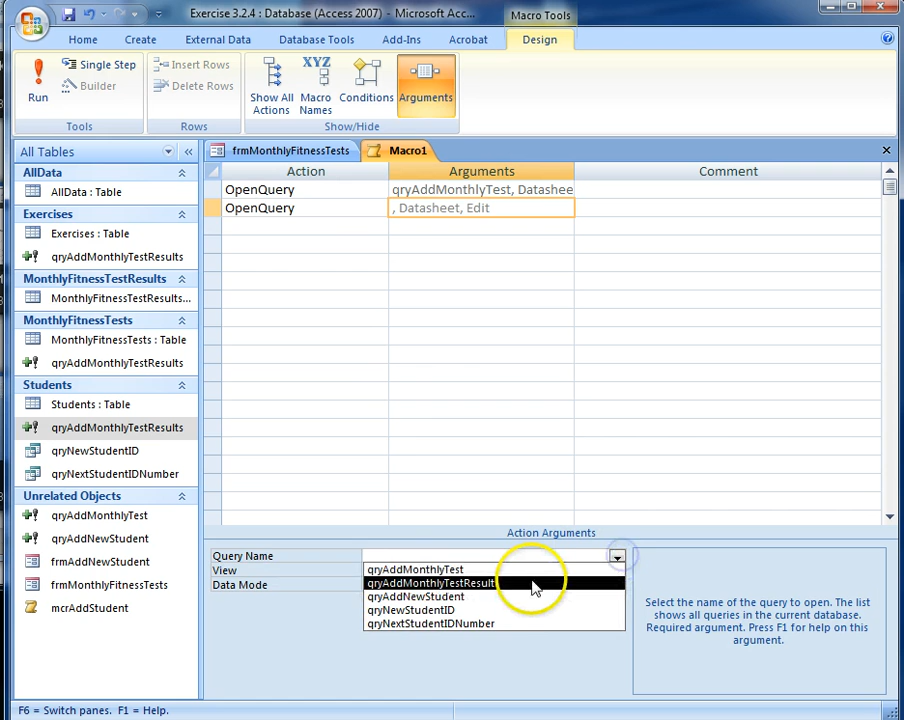 Exercise 3.2.4 : Database (Access 2007) - Microsoft Acc...
Macro Tools
Home
Create
External Data
Database Tools
Add-Ins
Acrobat
Design
Run
Single Step
Builder
Tools
Insert Rows
Delete Rows
Rows
Show All Actions
Macro Names
Conditions
Arguments
Show/Hide
All Tables
AllData
AllData : Table
Exercises
Exercises : Table
qryAddMonthlyTestResults
MonthlyFitnessTestResults
MonthlyFitnessTestResults...
MonthlyFitnessTests
MonthlyFitnessTests : Table
qryAddMonthlyTestResults
Students
Students : Table
qryAddMonthlyTestResults
qryNewStudentID
qryNextStudentIDNumber
Unrelated Objects
qryAddMonthlyTest
qryAddNewStudent
frmAddNewStudent
frmMonthlyFitnessTests
mcrAddStudent
frmMonthlyFitnessTests
Macro1
Action
Arguments
Comment
OpenQuery
qryAddMonthlyTest, Datashee
OpenQuery
, Datasheet, Edit
Action Arguments
Query Name
View
Data Mode
qryAddMonthlyTest
qryAddMonthlyTestResult
qryAddNewStudent
qryNewStudentID
qryNextStudentIDNumber
Select the name of the query to open. The list
shows all queries in the current database.
Required argument. Press F1 for help on this
argument.
F6 = Switch panes. F1 = Help.